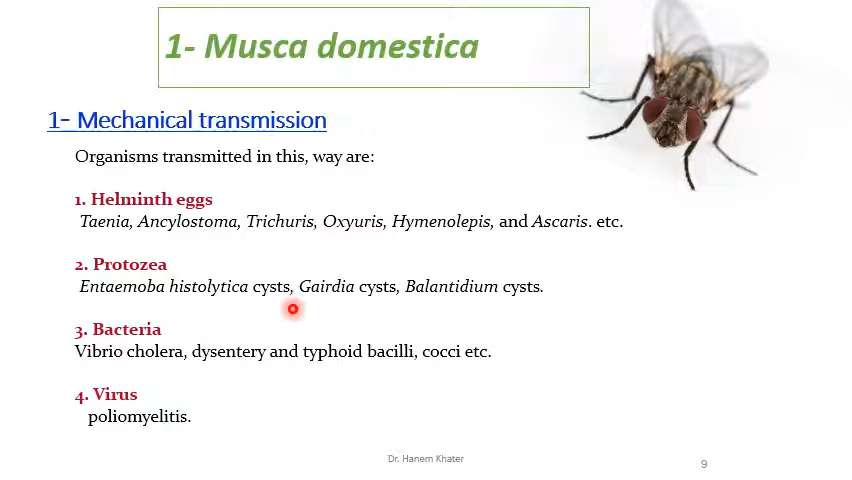 1- Musca domestica
1- Mechanical transmission
Organisms transmitted in this, way are:
1. Helminth eggs
Taenia, Ancylostoma, Trichuris, Oxyuris, Hymenolepis, and Ascaris. etc.
2. Protozea
Entaemoba histolytica cysts, Gairdia cysts, Balantidium cysts.
3. Bacteria
Vibrio cholera, dysentery and typhoid bacilli, cocci etc.
4. Virus
poliomyelitis.
Dr. Hanem Khater
9